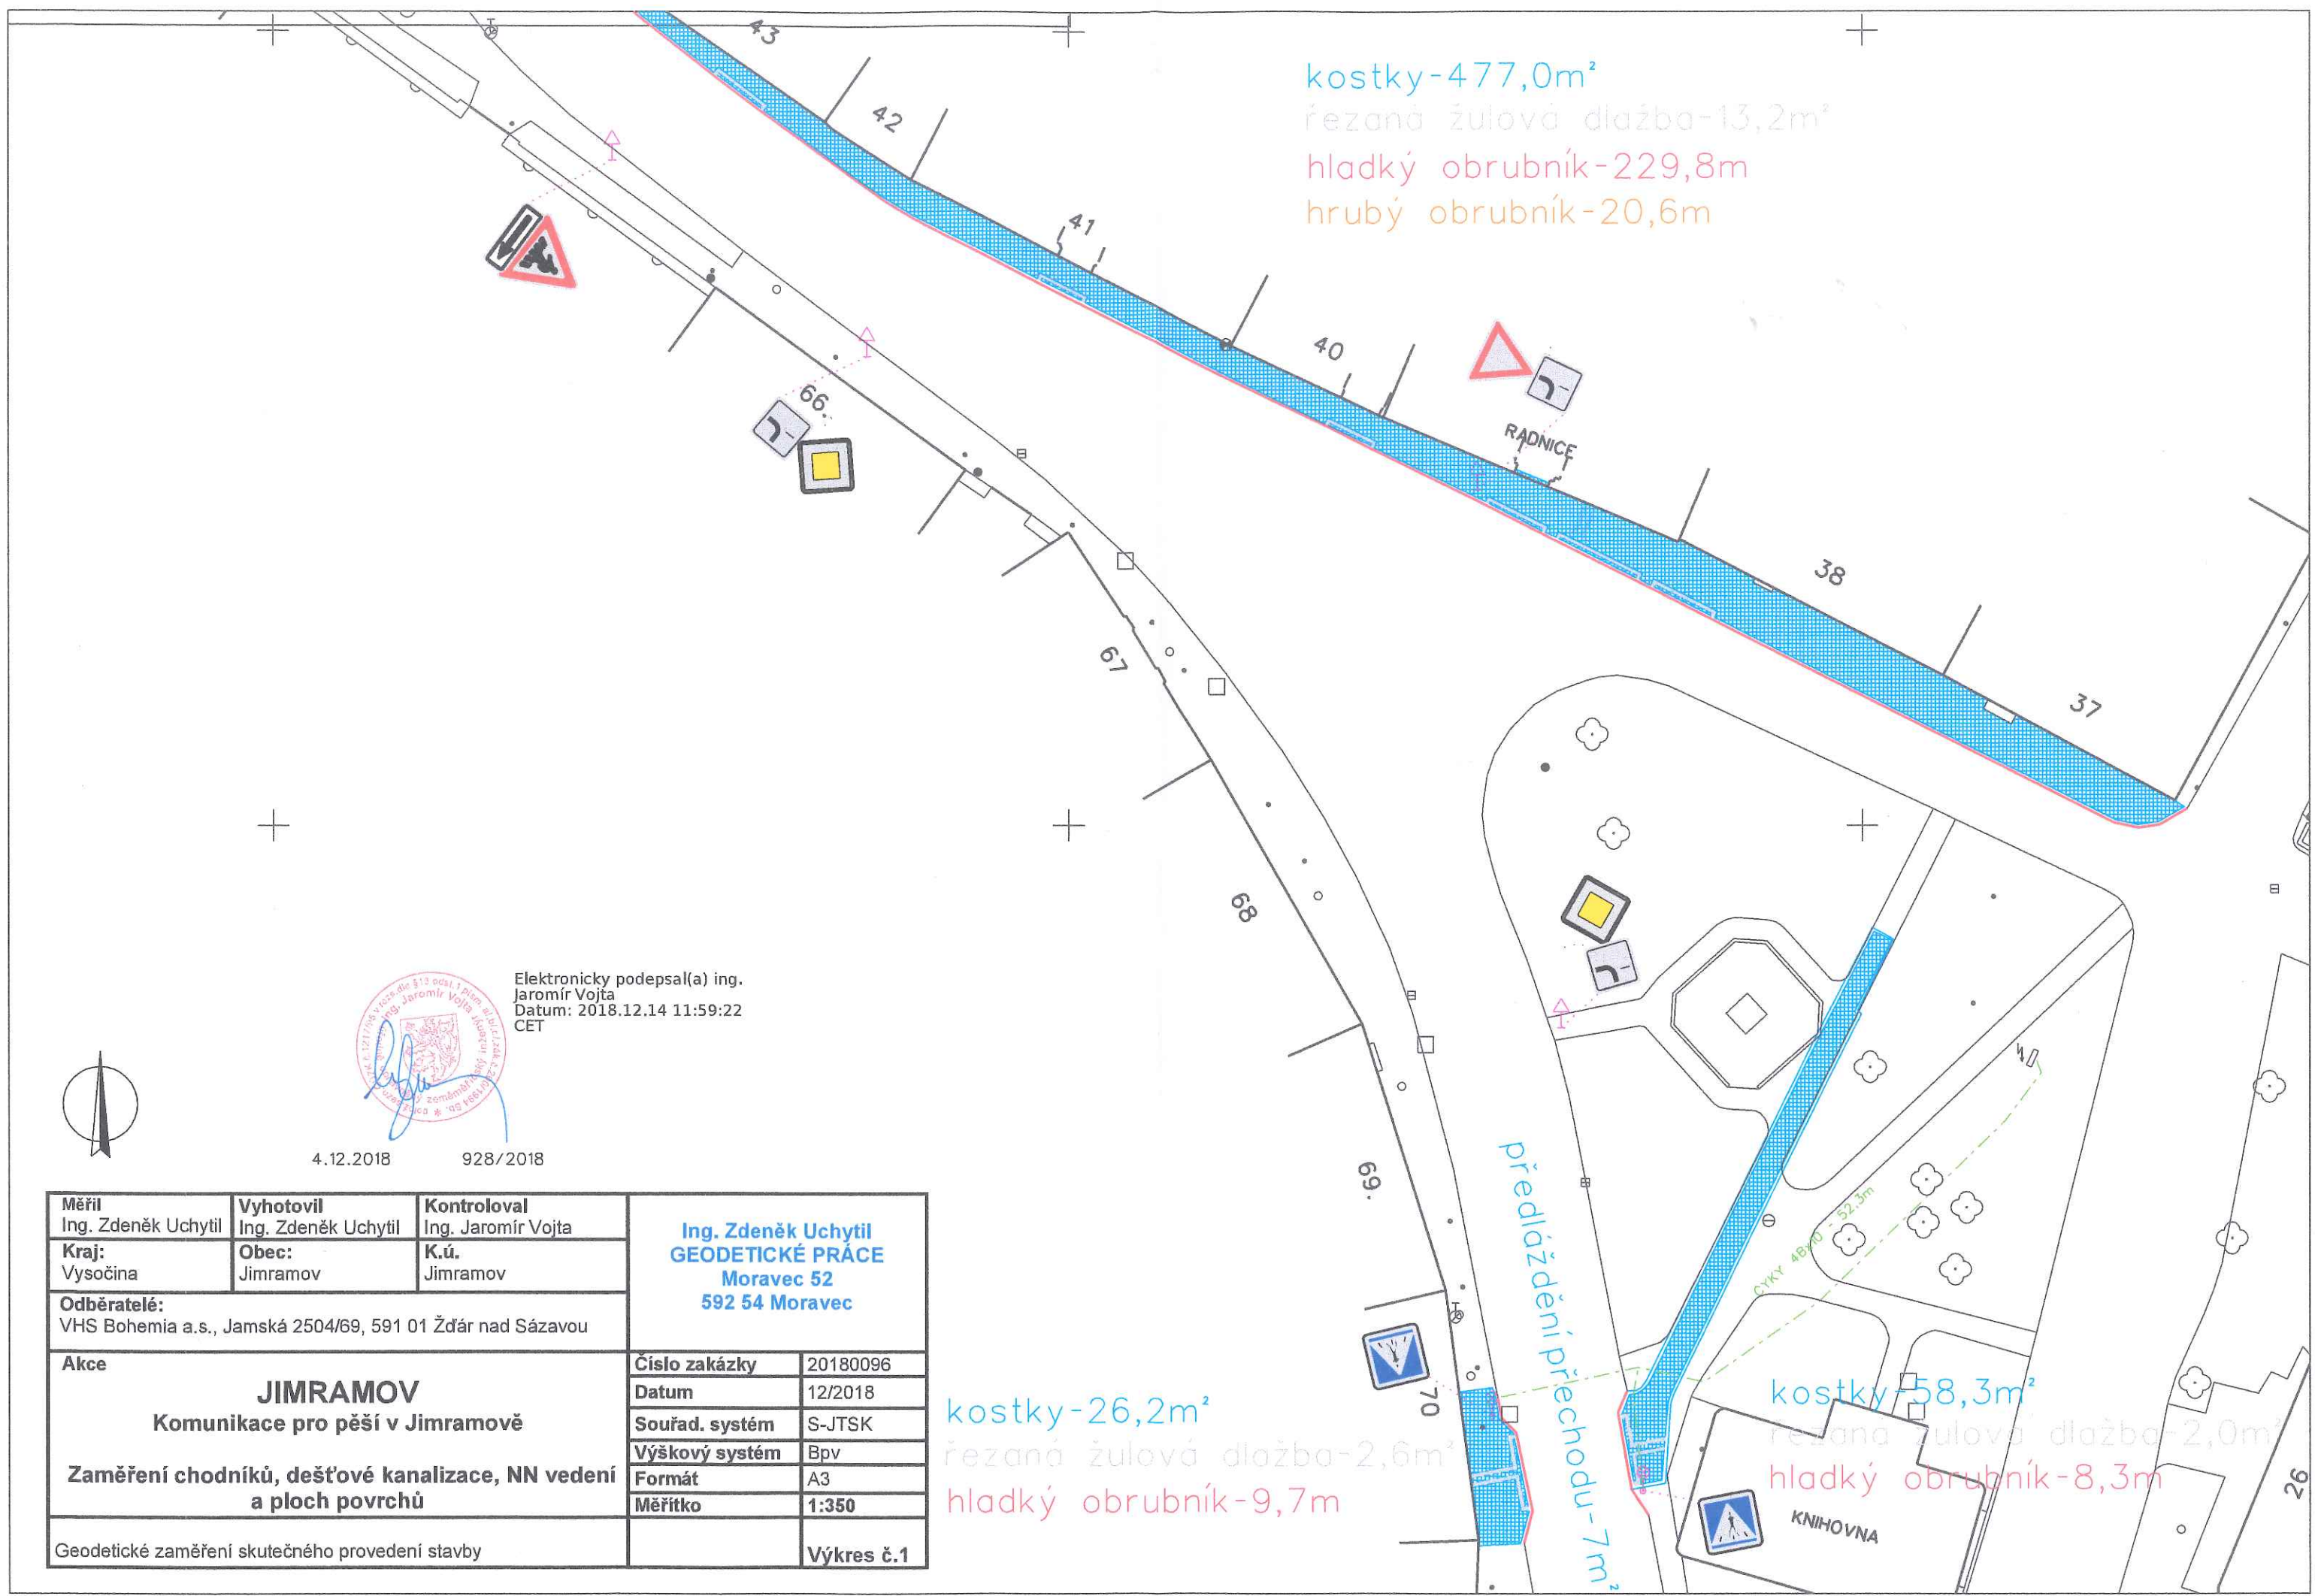 43
42
41
40
RADNICE
38
37
kostky-477,0m²
řezaná žulová dlažba-13,2m²
hladký obrubník-229,8m
hrubý obrubník-20,6m
66.
67
68
69.
70
Elektronicky podepsal(a) ing.
Jaromír Vojta
Datum: 2018.12.14 11:59:22
CET
4.12.2018 928/2018
předláždění přechodu-7m²
CYKY 4Bx10 - 52.3m
kostky-26,2m²
řezaná žulová dlažba-2,6m²
hladký obrubník-9,7m
kostky-58,3m²
řezaná žulová dlažba-2,0m²
hladký obrubník-8,3m
KNIHOVNA
26
Měřil Vyhotovil Kontroloval
Ing. Zdeněk Uchytil Ing. Zdeněk Uchytil Ing. Jaromír Vojta
Kraj: Obec: K.ú.
Vysočina Jimramov Jimramov
Odběratelé:
VHS Bohemia a.s., Jamská 2504/69, 591 01 Žďár nad Sázavou
Ing. Zdeněk Uchytil
GEODETICKÉ PRÁCE
Moravec 52
592 54 Moravec
Akce
JIMRAMOV
Komunikace pro pěší v Jimramově
Zaměření chodníků, dešťové kanalizace, NN vedení
a ploch povrchů
Číslo zakázky 20180096
Datum 12/2018
Souřad. systém S-JTSK
Výškový systém Bpv
Formát A3
Měřítko 1:350
Geodetické zaměření skutečného provedení stavby
Výkres č.1